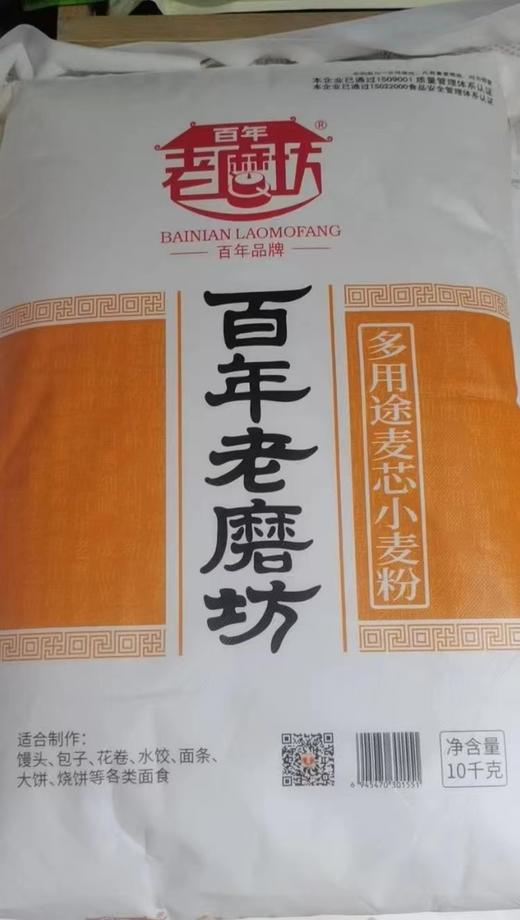 本企业已通过ISO9001质量管理体系认证
本企业已通过ISO22000食品安全管理体系认证
百年
老磨坊®
BAINIAN LAOMOFANG
百年品牌
百年老磨坊
多用途麦芯小麦粉
适合制作：
馒头、包子、花卷、水饺、面条、
大饼、烧饼等各类面食
6 945470 301551
净含量
10千克